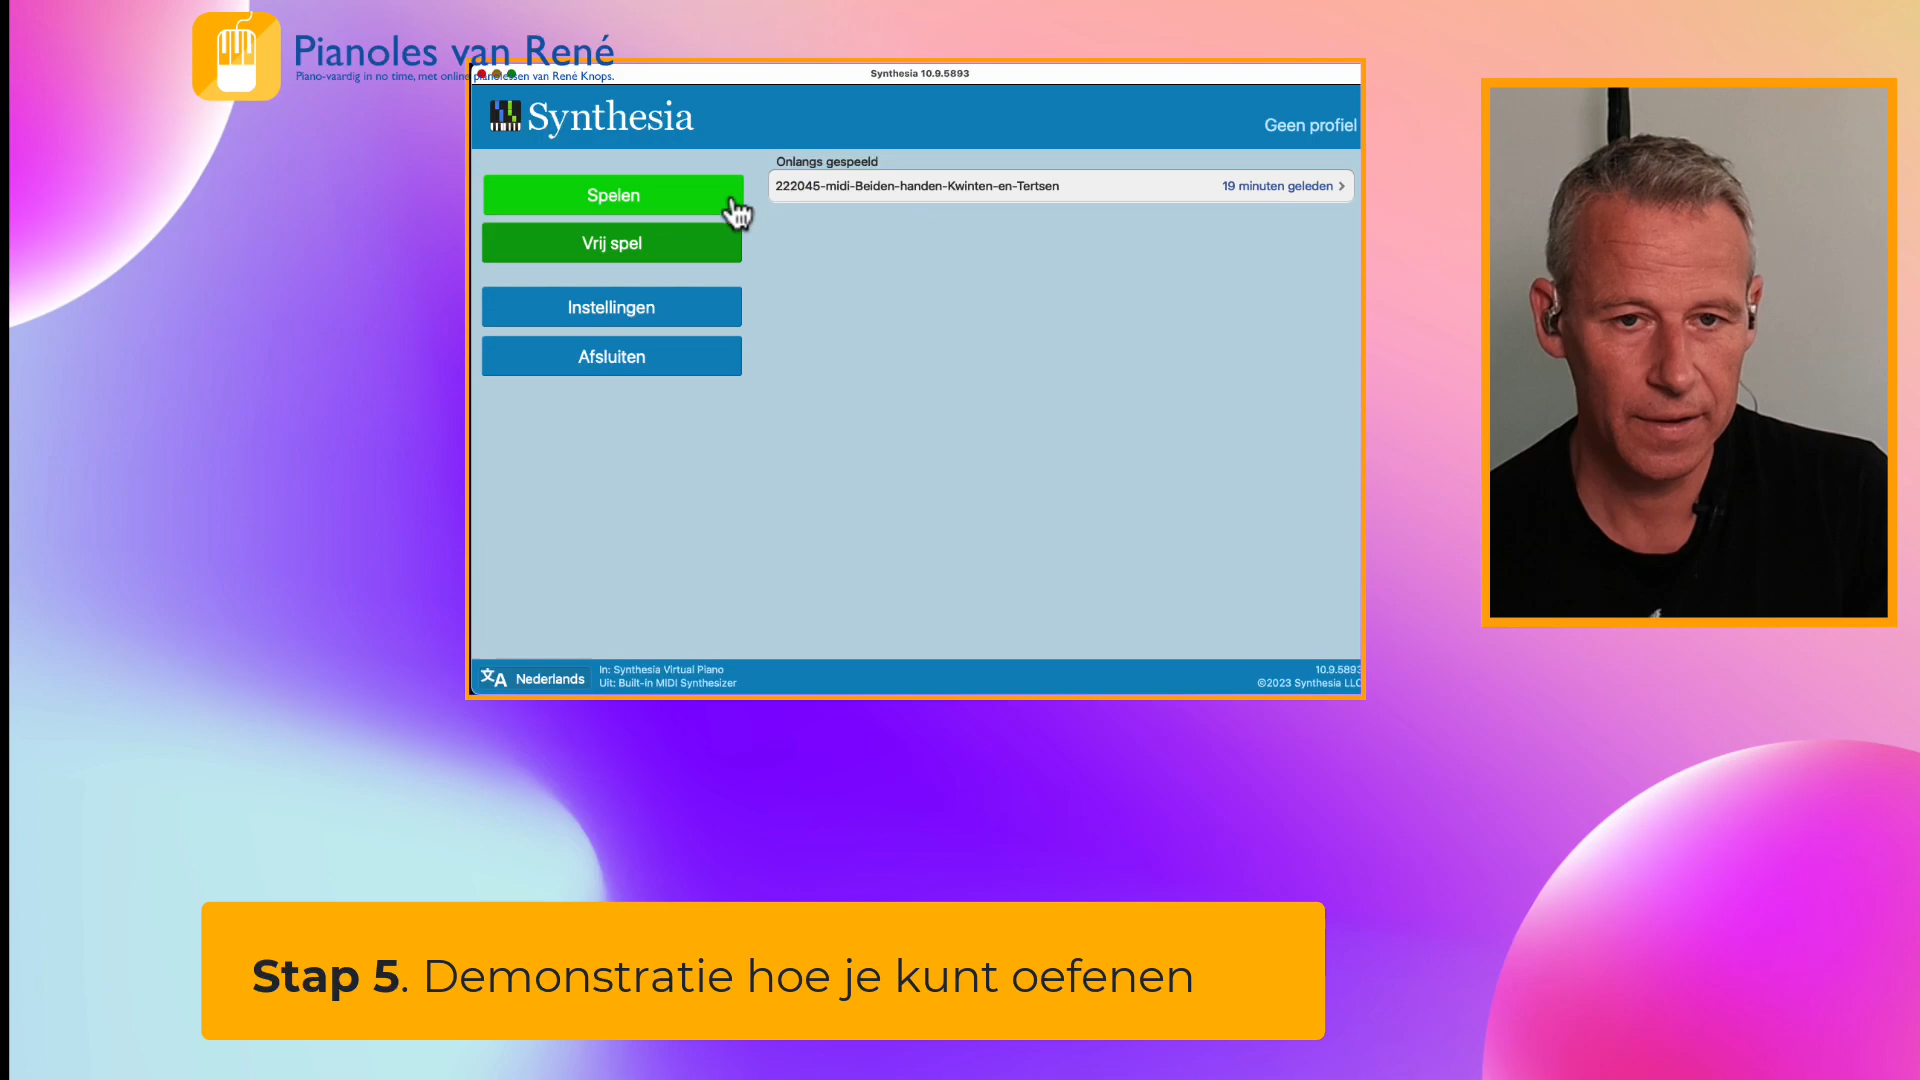 Pianoles van René
Piano-vaardig in no time, met online pianolessen van René Knops.
Synthesia 10.9.5893
Synthesia
Geen profiel
Spelen
Vrij spel
Instellingen
Afsluiten
Onlangs gespeeld
222045-midi-Beiden-handen-Kwinten-en-Tertsen 19 minuten geleden >
Nederlands
In: Synthesia Virtual Piano
Uit: Built-in MIDI Synthesizer
10.9.5893
©2023 Synthesia LLC
Stap 5. Demonstratie hoe je kunt oefenen